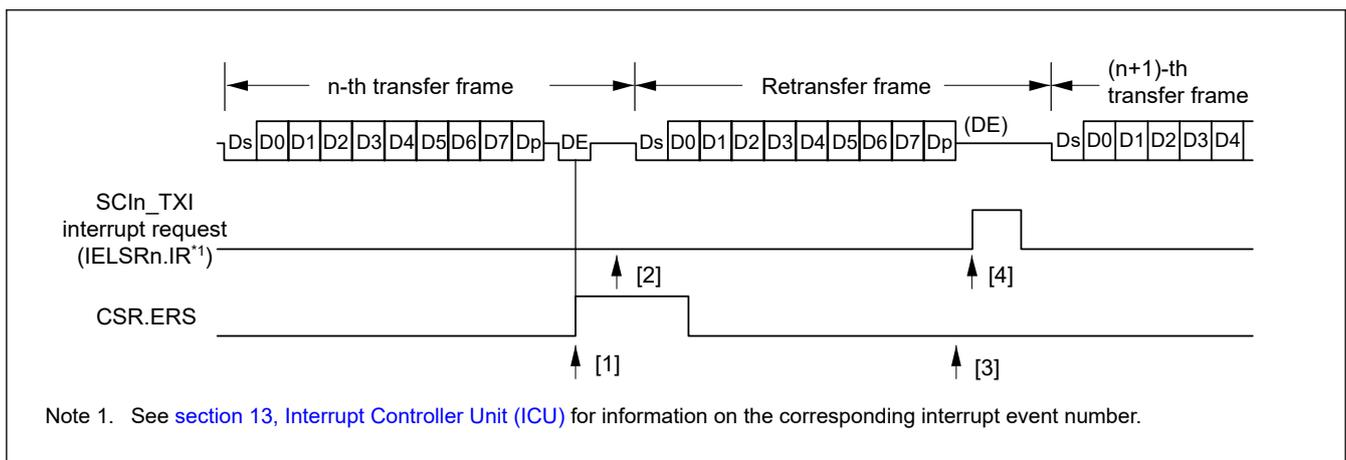 n-th transfer frame
Retransfer frame
(n+1)-th
transfer frame
Ds D0 D1 D2 D3 D4 D5 D6 D7 Dp DE Ds D0 D1 D2 D3 D4 D5 D6 D7 Dp (DE) Ds D0 D1 D2 D3 D4
SCIn_TXI
interrupt request
(IELSRn.IR*1)
[2]
[4]
CSR.ERS
[1]
[3]
Note 1. See section 13, Interrupt Controller Unit (ICU) for information on the corresponding interrupt event number.